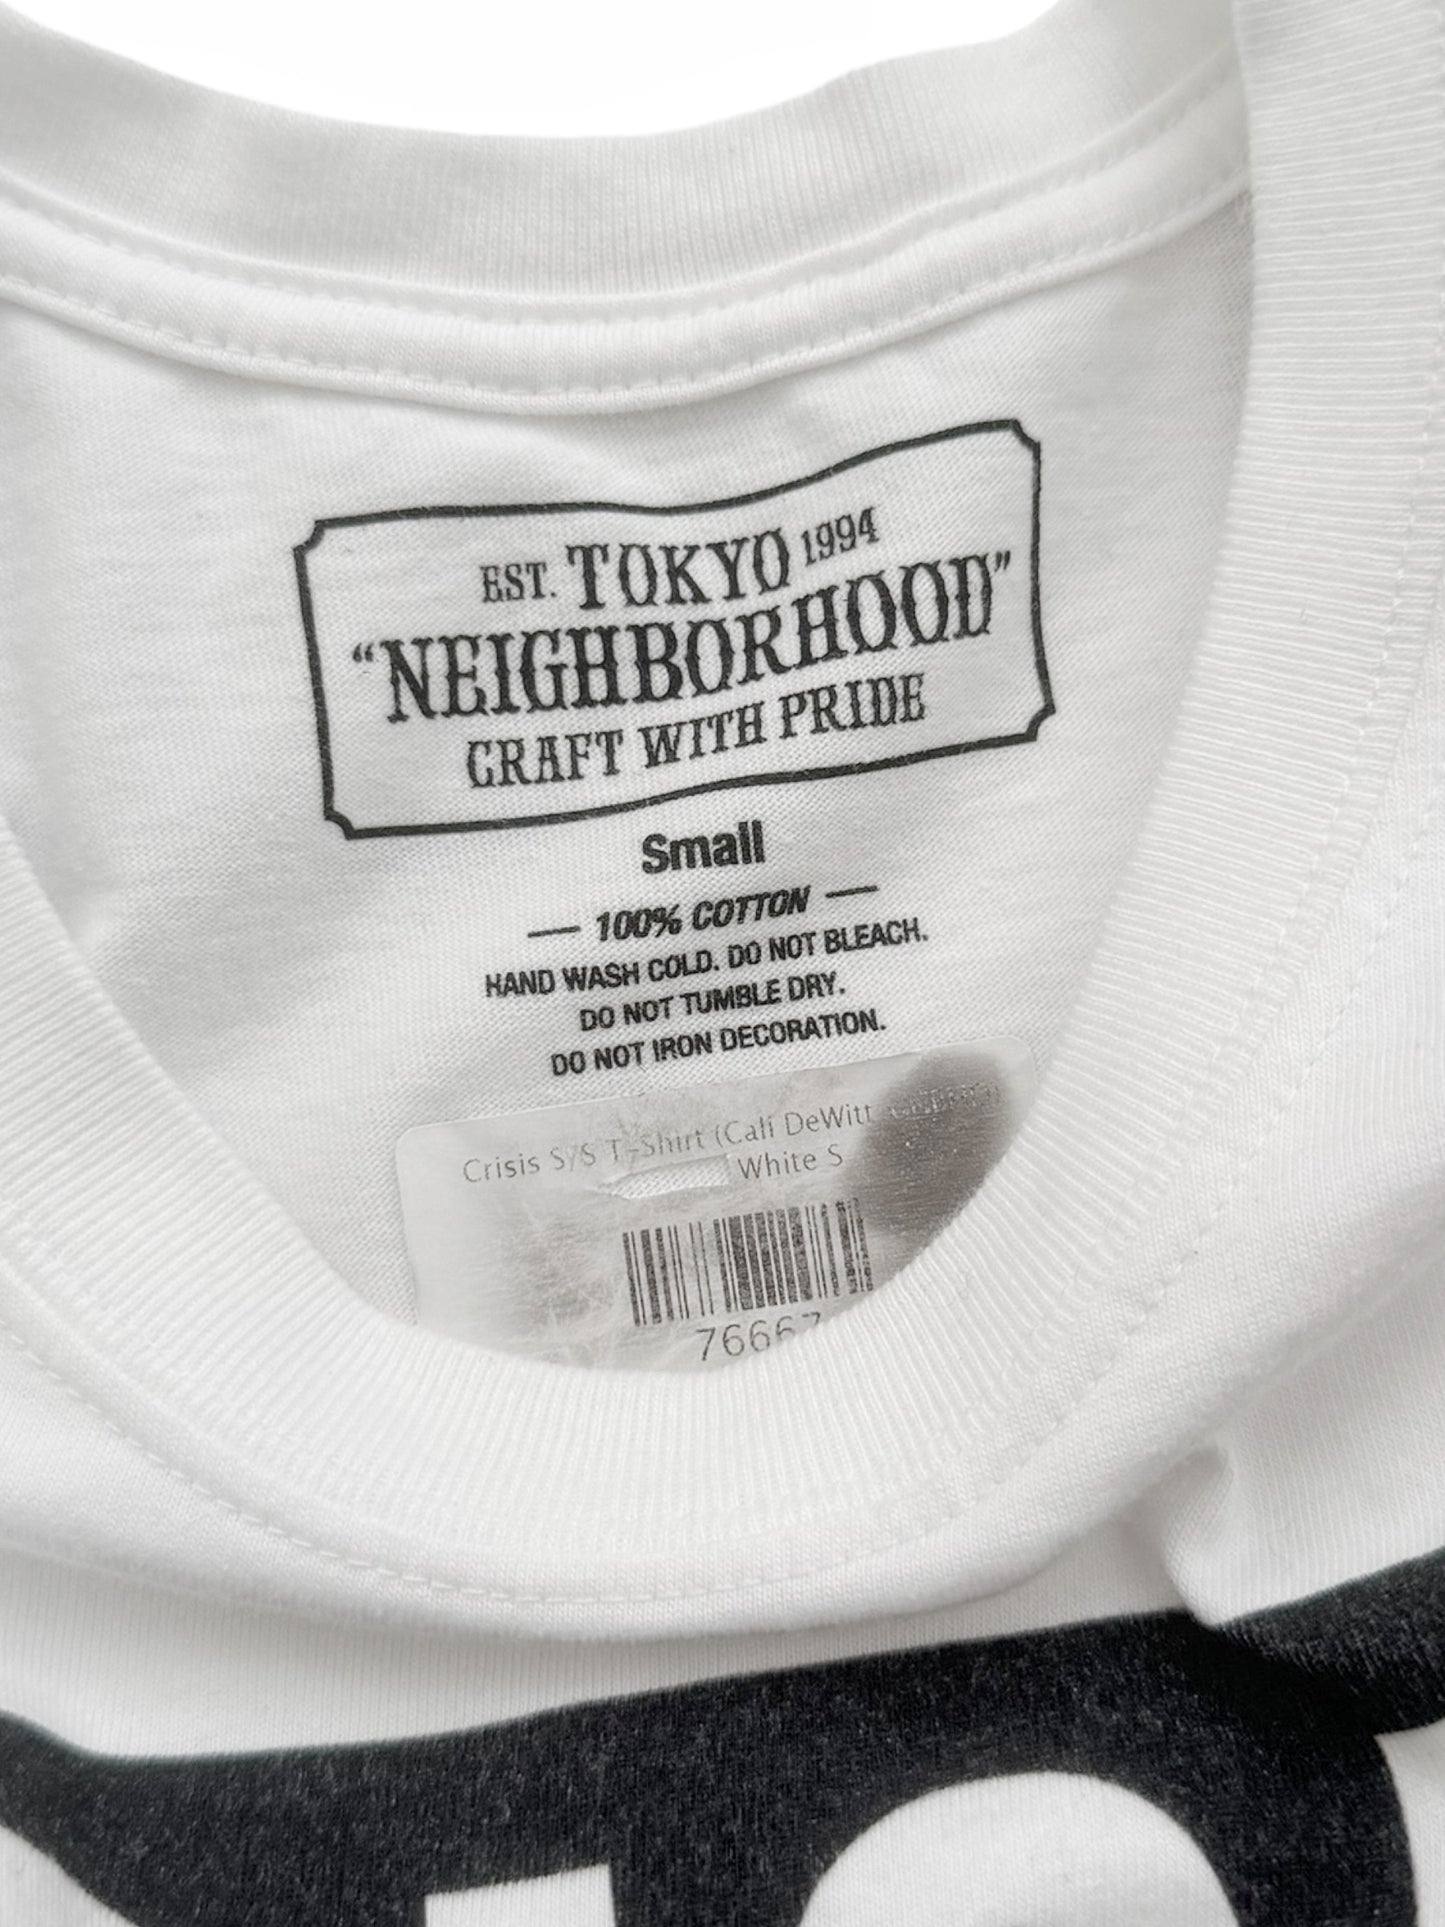 EST. TOKYO 1994
“NEIGHBORHOOD”
CRAFT WITH PRIDE
Small
— 100% COTTON —
HAND WASH COLD. DO NOT BLEACH.
DO NOT TUMBLE DRY.
DO NOT IRON DECORATION.
Crisis S/S T-Shirt (Cali DeWitt
White S
76667